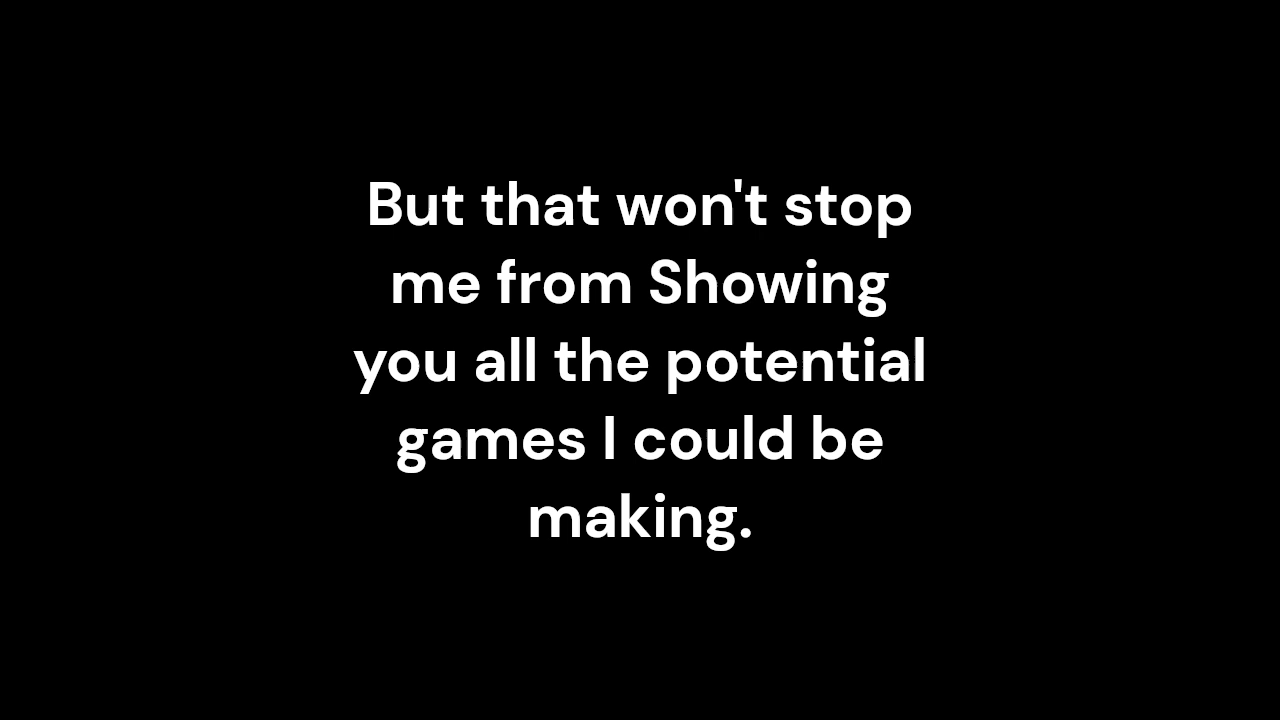 But that won't stop
me from Showing
you all the potential
games I could be
making.